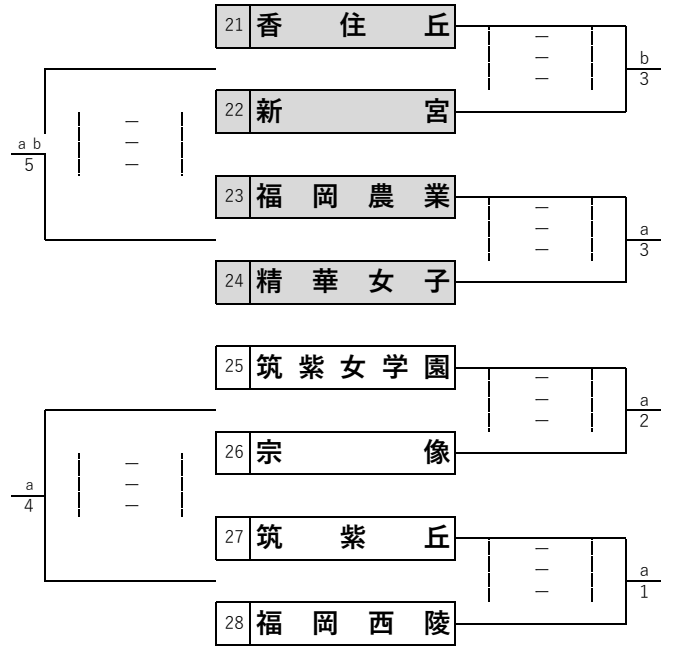 21 香住丘
b
3
22 新宮
a b
5
23 福岡農業
a
3
24 精華女子
25 筑紫女学園
a
2
26 宗像
a
4
27 筑紫丘
a
1
28 福岡西陵